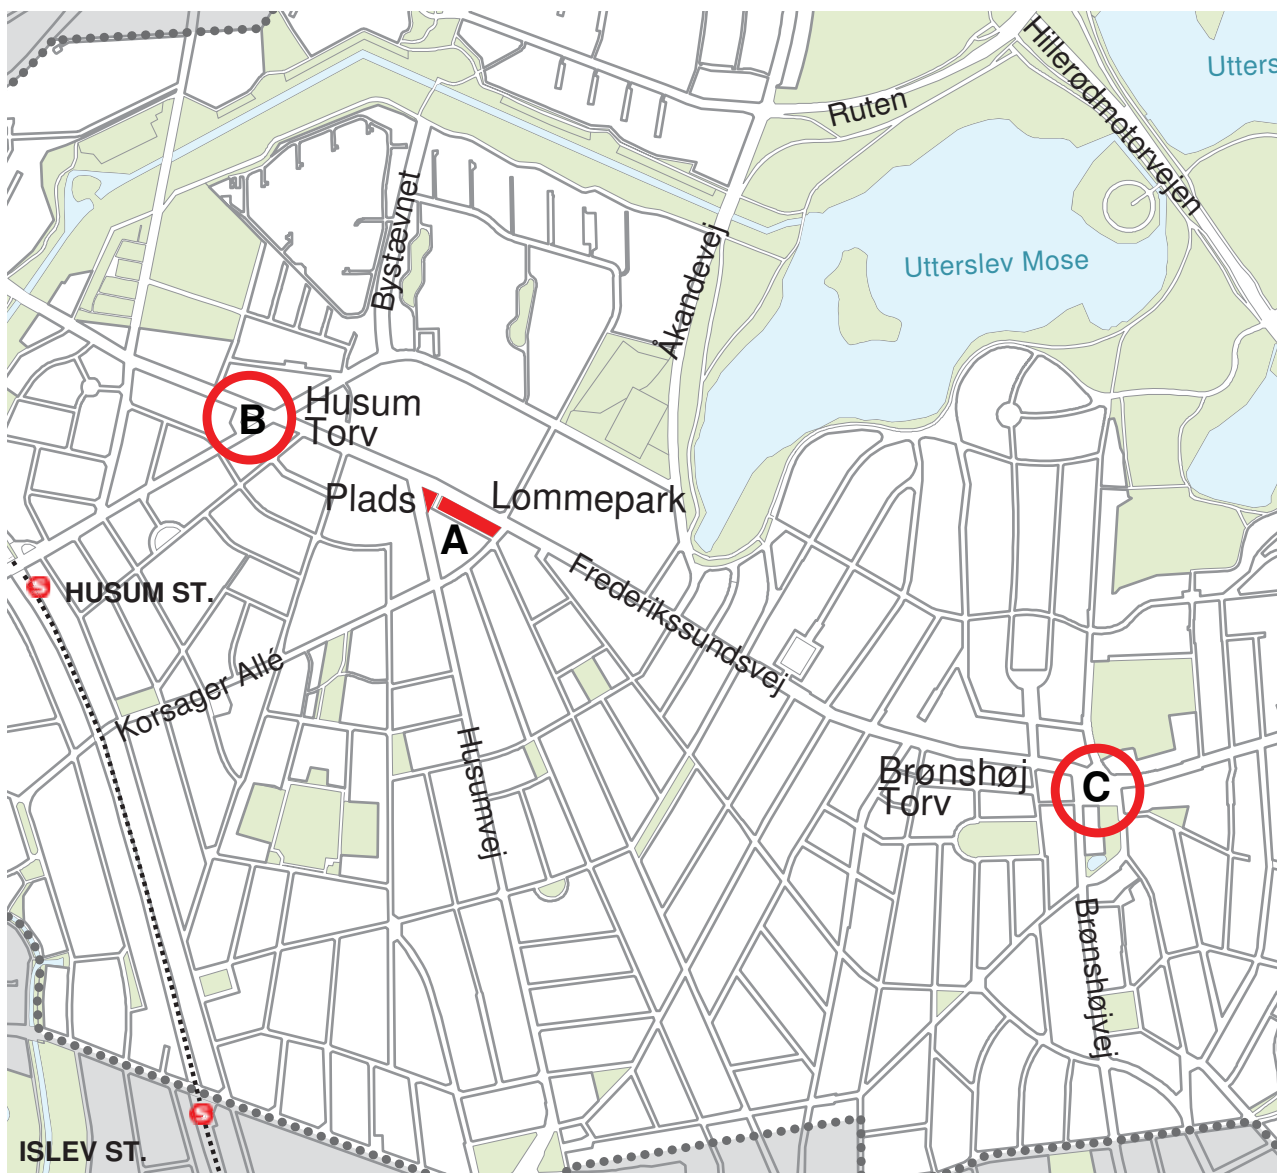 Utters
Hillerødmotorvejen
Ruten
Bystævnet
Åkandevej
Utterslev Mose
B
Husum
Torv
Plads
Lommepark
A
S
HUSUM ST.
Frederikssundsvej
Korsager Allé
Husumvej
Brønshøj
Torv
C
Brønshøjvej
S
ISLEV ST.